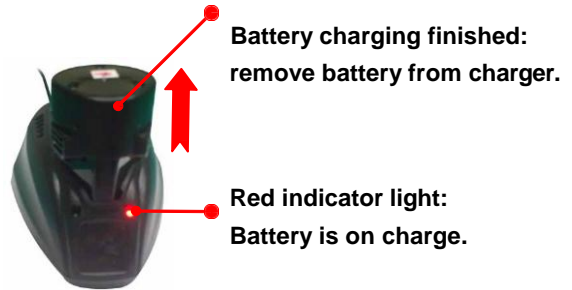 Battery charging finished:
remove battery from charger.
Red indicator light:
Battery is on charge.